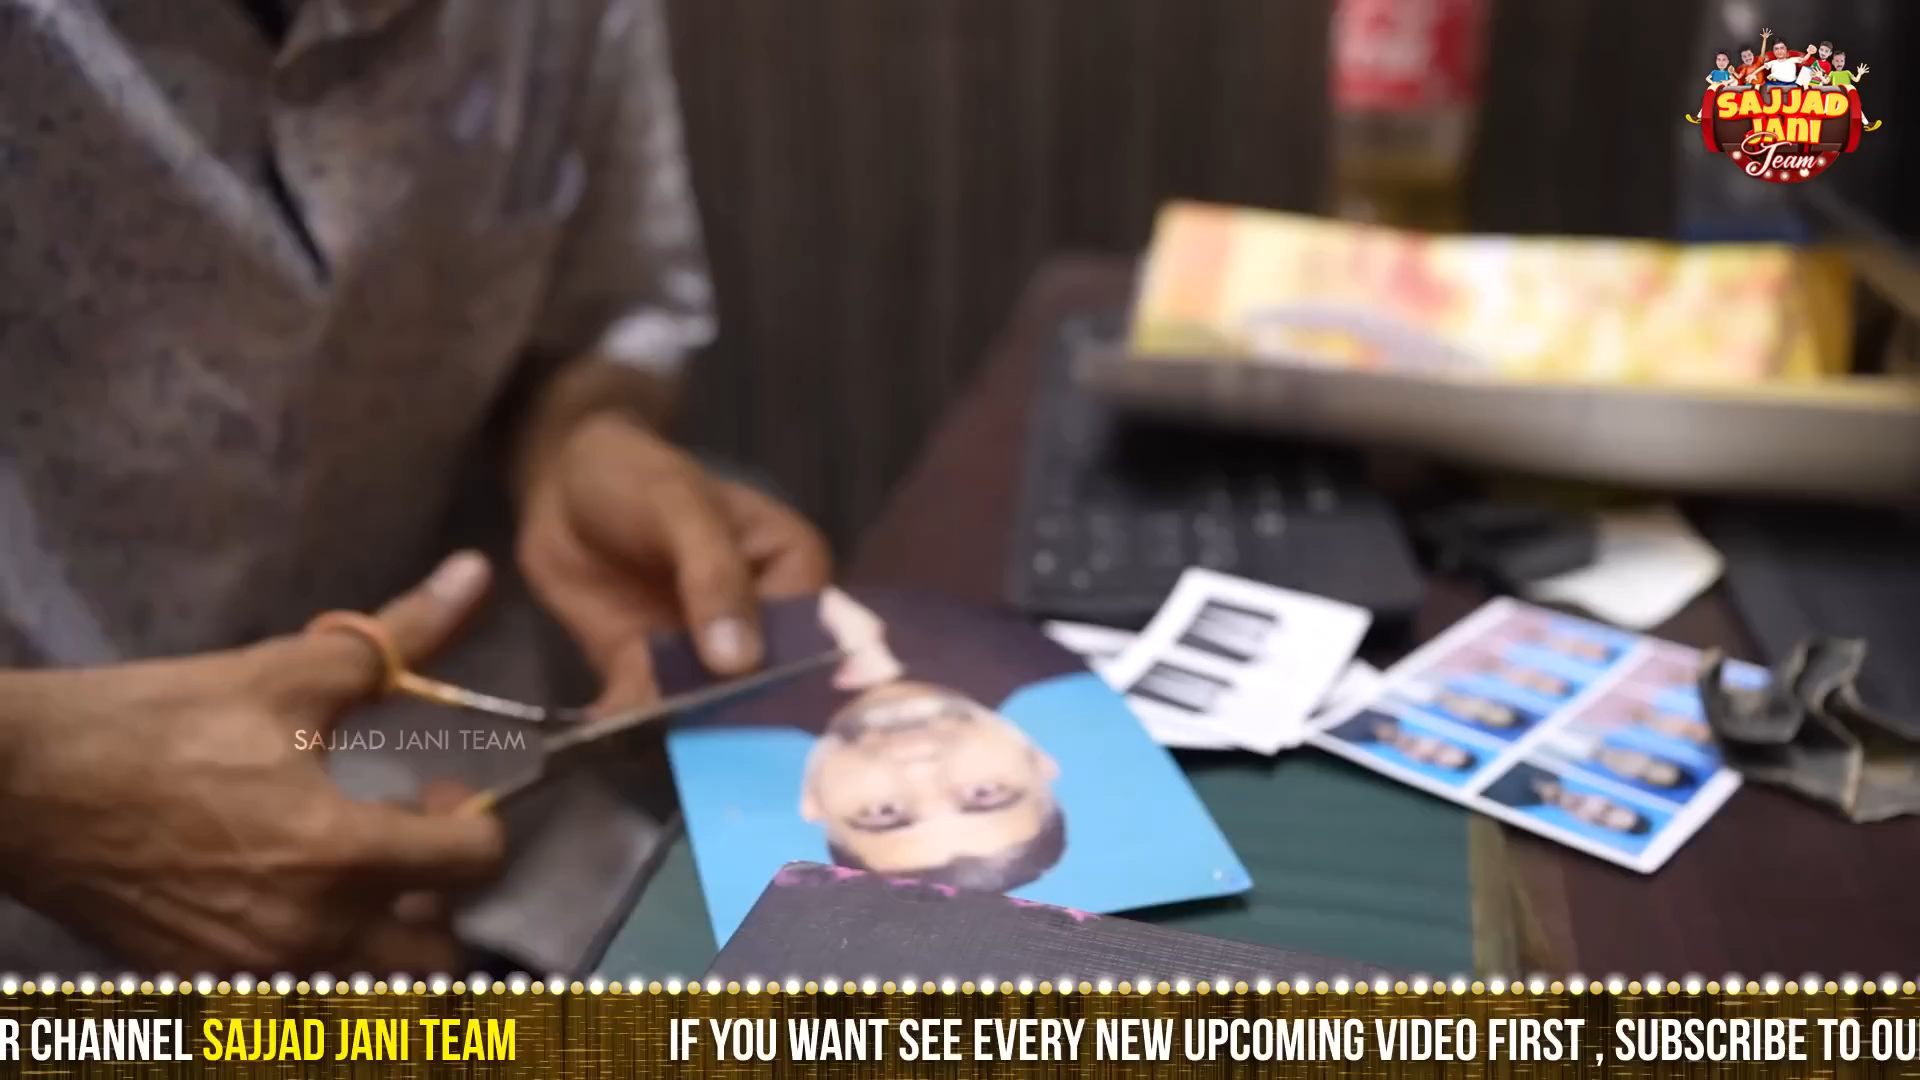 SAJJAD
JANI
Team
SAJJAD JANI TEAM
R CHANNEL SAJJAD JANI TEAM IF YOU WANT SEE EVERY NEW UPCOMING VIDEO FIRST , SUBSCRIBE TO OU